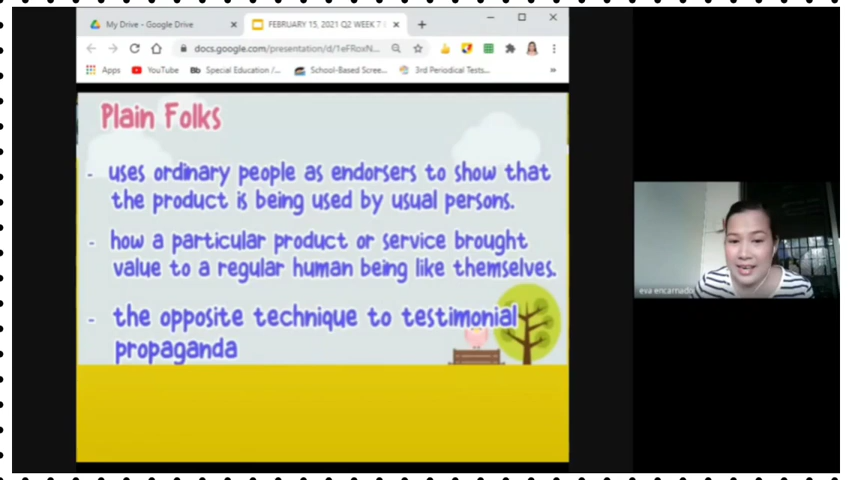 My Drive - Google Drive
FEBRUARY 15, 2021 Q2 WEEK 7
docs.google.com/presentation/d/1eFRoxN...
Apps YouTube Bb Special Education /... School-Based Scree... 3rd Periodical Tests...
Plain Folks
- uses ordinary people as endorsers to show that
the product is being used by usual persons.
- how a particular product or service brought
value to a regular human being like themselves.
- the opposite technique to testimonial
propaganda
eva encarnado